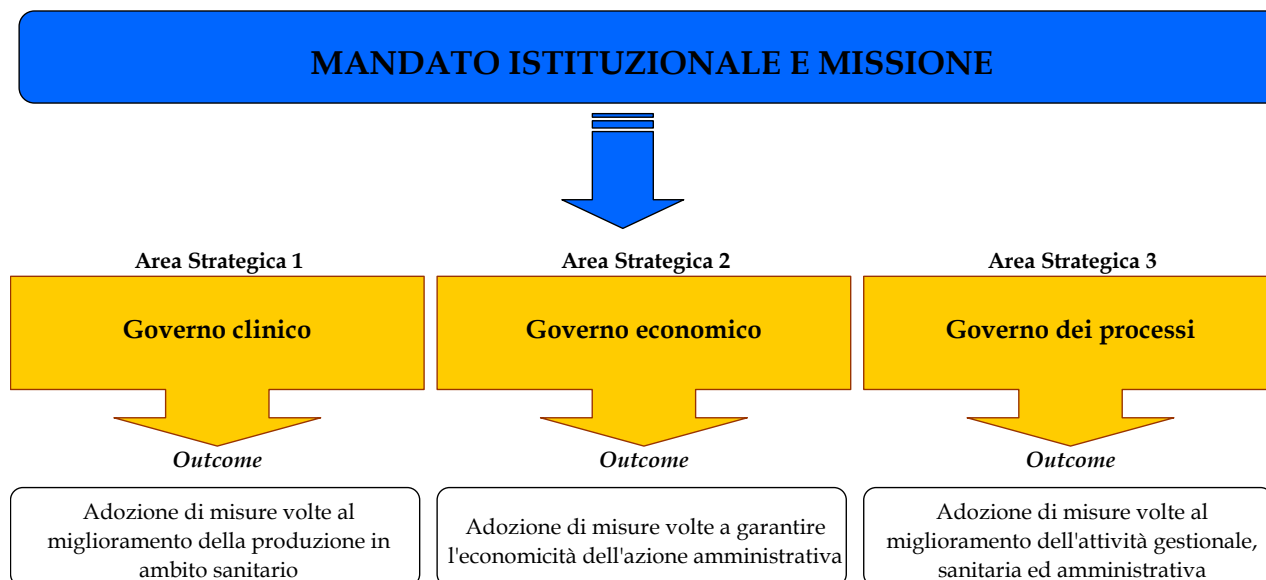 MANDATO ISTITUZIONALE E MISSIONE
Area Strategica 1
Governo clinico
Outcome
Adozione di misure volte al
miglioramento della produzione in
ambito sanitario
Area Strategica 2
Governo economico
Outcome
Adozione di misure volte a garantire
l'economicità dell'azione amministrativa
Area Strategica 3
Governo dei processi
Outcome
Adozione di misure volte al
miglioramento dell'attività gestionale,
sanitaria ed amministrativa